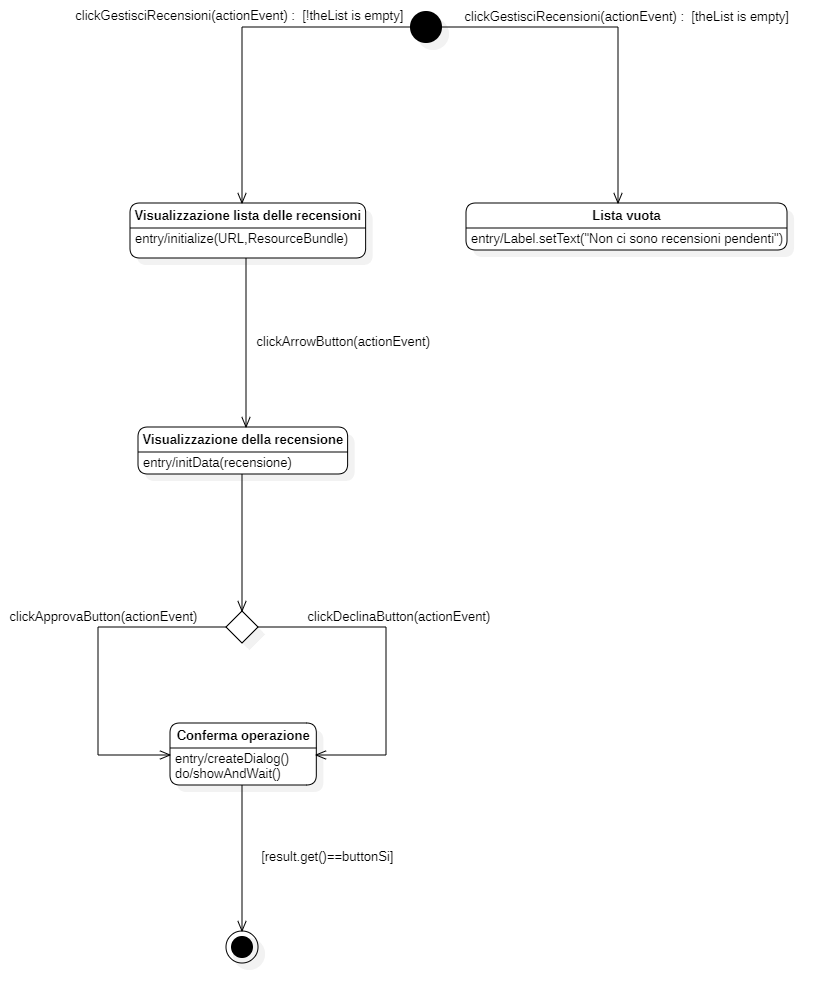 clickGestisciRecensioni(actionEvent) :  [!theList is empty]
clickGestisciRecensioni(actionEvent) :  [theList is empty]
Visualizzazione lista delle recensioni
entry/initialize(URL,ResourceBundle)
Lista vuota
entry/Label.setText("Non ci sono recensioni pendenti")
clickArrowButton(actionEvent)
Visualizzazione della recensione
entry/initData(recensione)
clickApprovaButton(actionEvent)
clickDeclinaButton(actionEvent)
Conferma operazione
entry/createDialog()
do/showAndWait()
[result.get()==buttonSi]